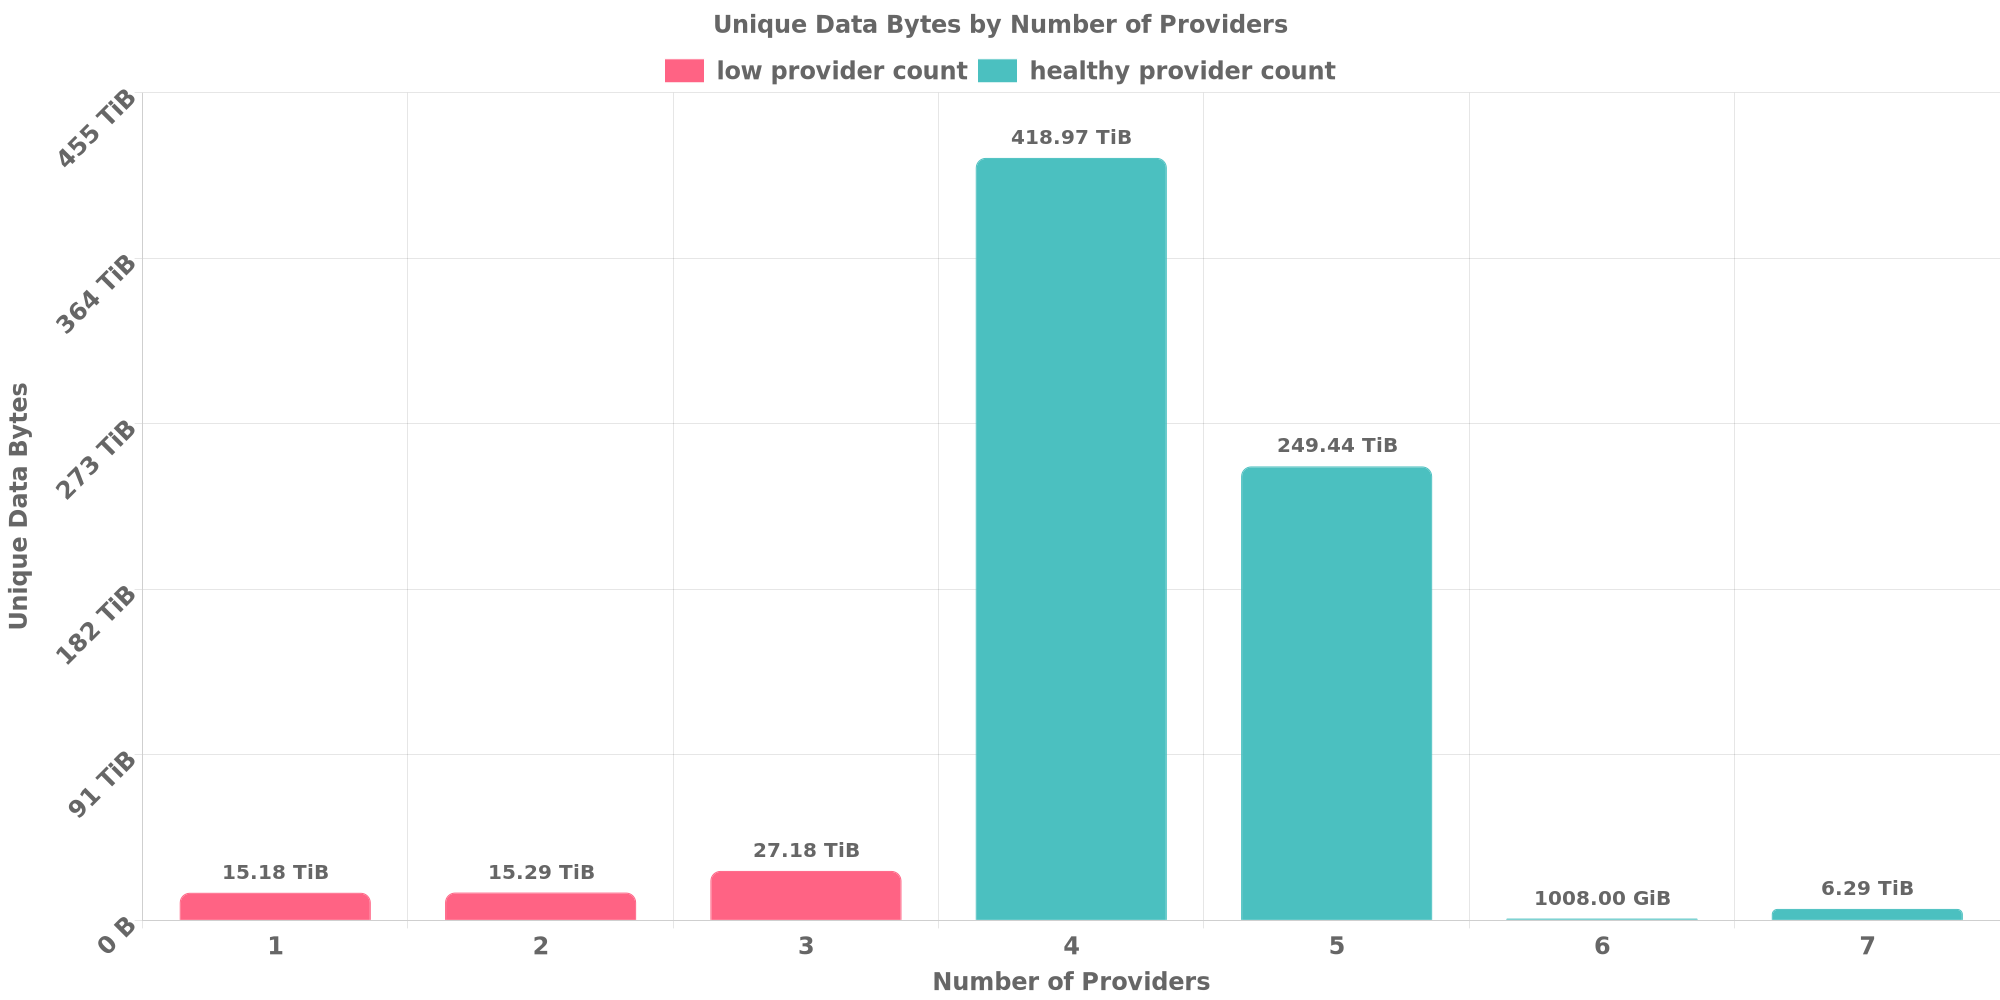 Unique Data Bytes by Number of Providers
low provider count healthy provider count
455 TiB
364 TiB
273 TiB
182 TiB
91 TiB
0 B
Unique Data Bytes
15.18 TiB
15.29 TiB
27.18 TiB
418.97 TiB
249.44 TiB
1008.00 GiB
6.29 TiB
1 2 3 4 5 6 7
Number of Providers